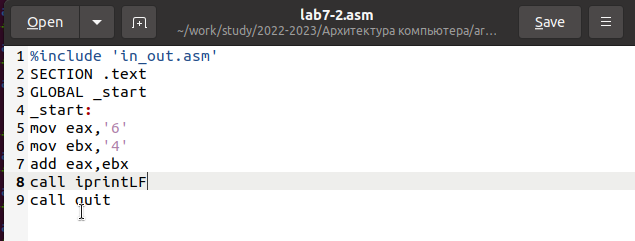 Open
lab7-2.asm
~/work/study/2022-2023/Архитектура компьютера/ar…
Save
1 %include 'in_out.asm'
2 SECTION .text
3 GLOBAL _start
4 _start:
5 mov eax,'6'
6 mov ebx,'4'
7 add eax,ebx
8 call iprintLF
9 call quit